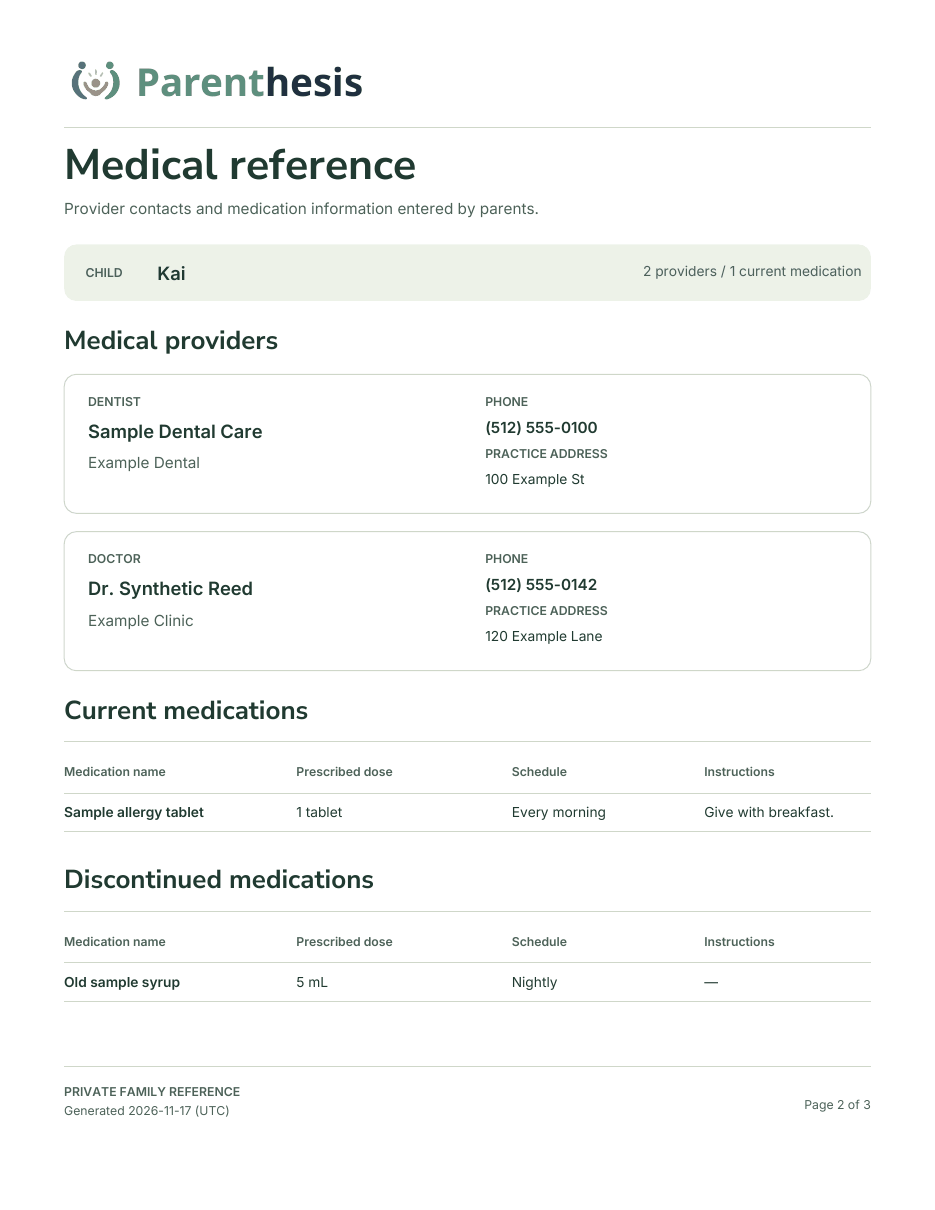 Parenthesis
Medical reference
Provider contacts and medication information entered by parents.
CHILD Kai 2 providers / 1 current medication
Medical providers
DENTIST
Sample Dental Care
Example Dental
PHONE
(512) 555-0100
PRACTICE ADDRESS
100 Example St
DOCTOR
Dr. Synthetic Reed
Example Clinic
PHONE
(512) 555-0142
PRACTICE ADDRESS
120 Example Lane
Current medications
Medication name Prescribed dose Schedule Instructions
Sample allergy tablet 1 tablet Every morning Give with breakfast.
Discontinued medications
Medication name Prescribed dose Schedule Instructions
Old sample syrup 5 mL Nightly —
PRIVATE FAMILY REFERENCE
Generated 2026-11-17 (UTC)
Page 2 of 3